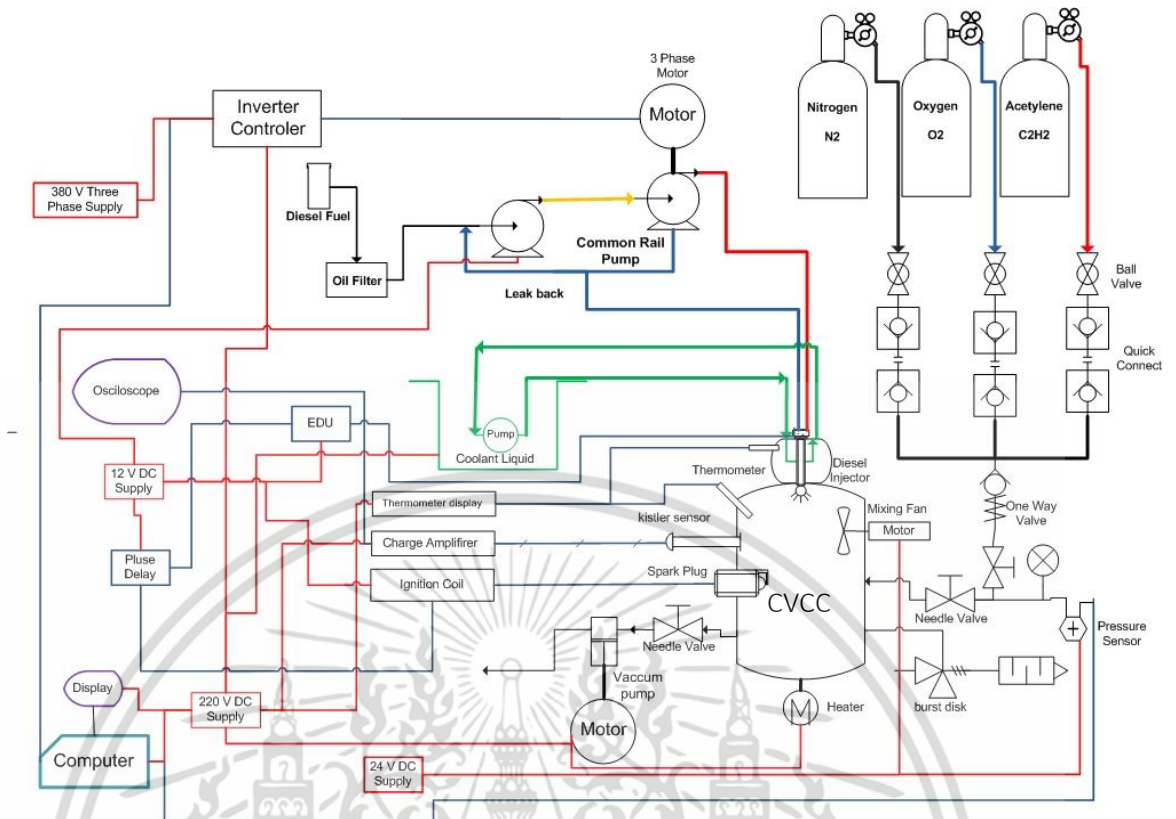 3 Phase
Motor
Motor
Inverter
Controler
380 V Three
Phase Supply
Diesel Fuel
Oil Filter
Common Rail
Pump
Leak back
Nitrogen
N2
Oxygen
O2
Acetylene
C2H2
Ball
Valve
Quick
Connect
Osciloscope
EDU
Pump
Coolant Liquid
12 V DC
Supply
Thermometer
Diesel
Injector
Thermometer display
kistler sensor
Mixing Fan
Motor
One Way
Valve
Charge Amplifirer
Pluse
Delay
Ignition Coil
Spark Plug
CVCC
Needle Valve
Needle Valve
Pressure
Sensor
Vaccum
pump
burst disk
Display
220 V DC
Supply
Motor
Heater
M
Computer
24 V DC
Supply